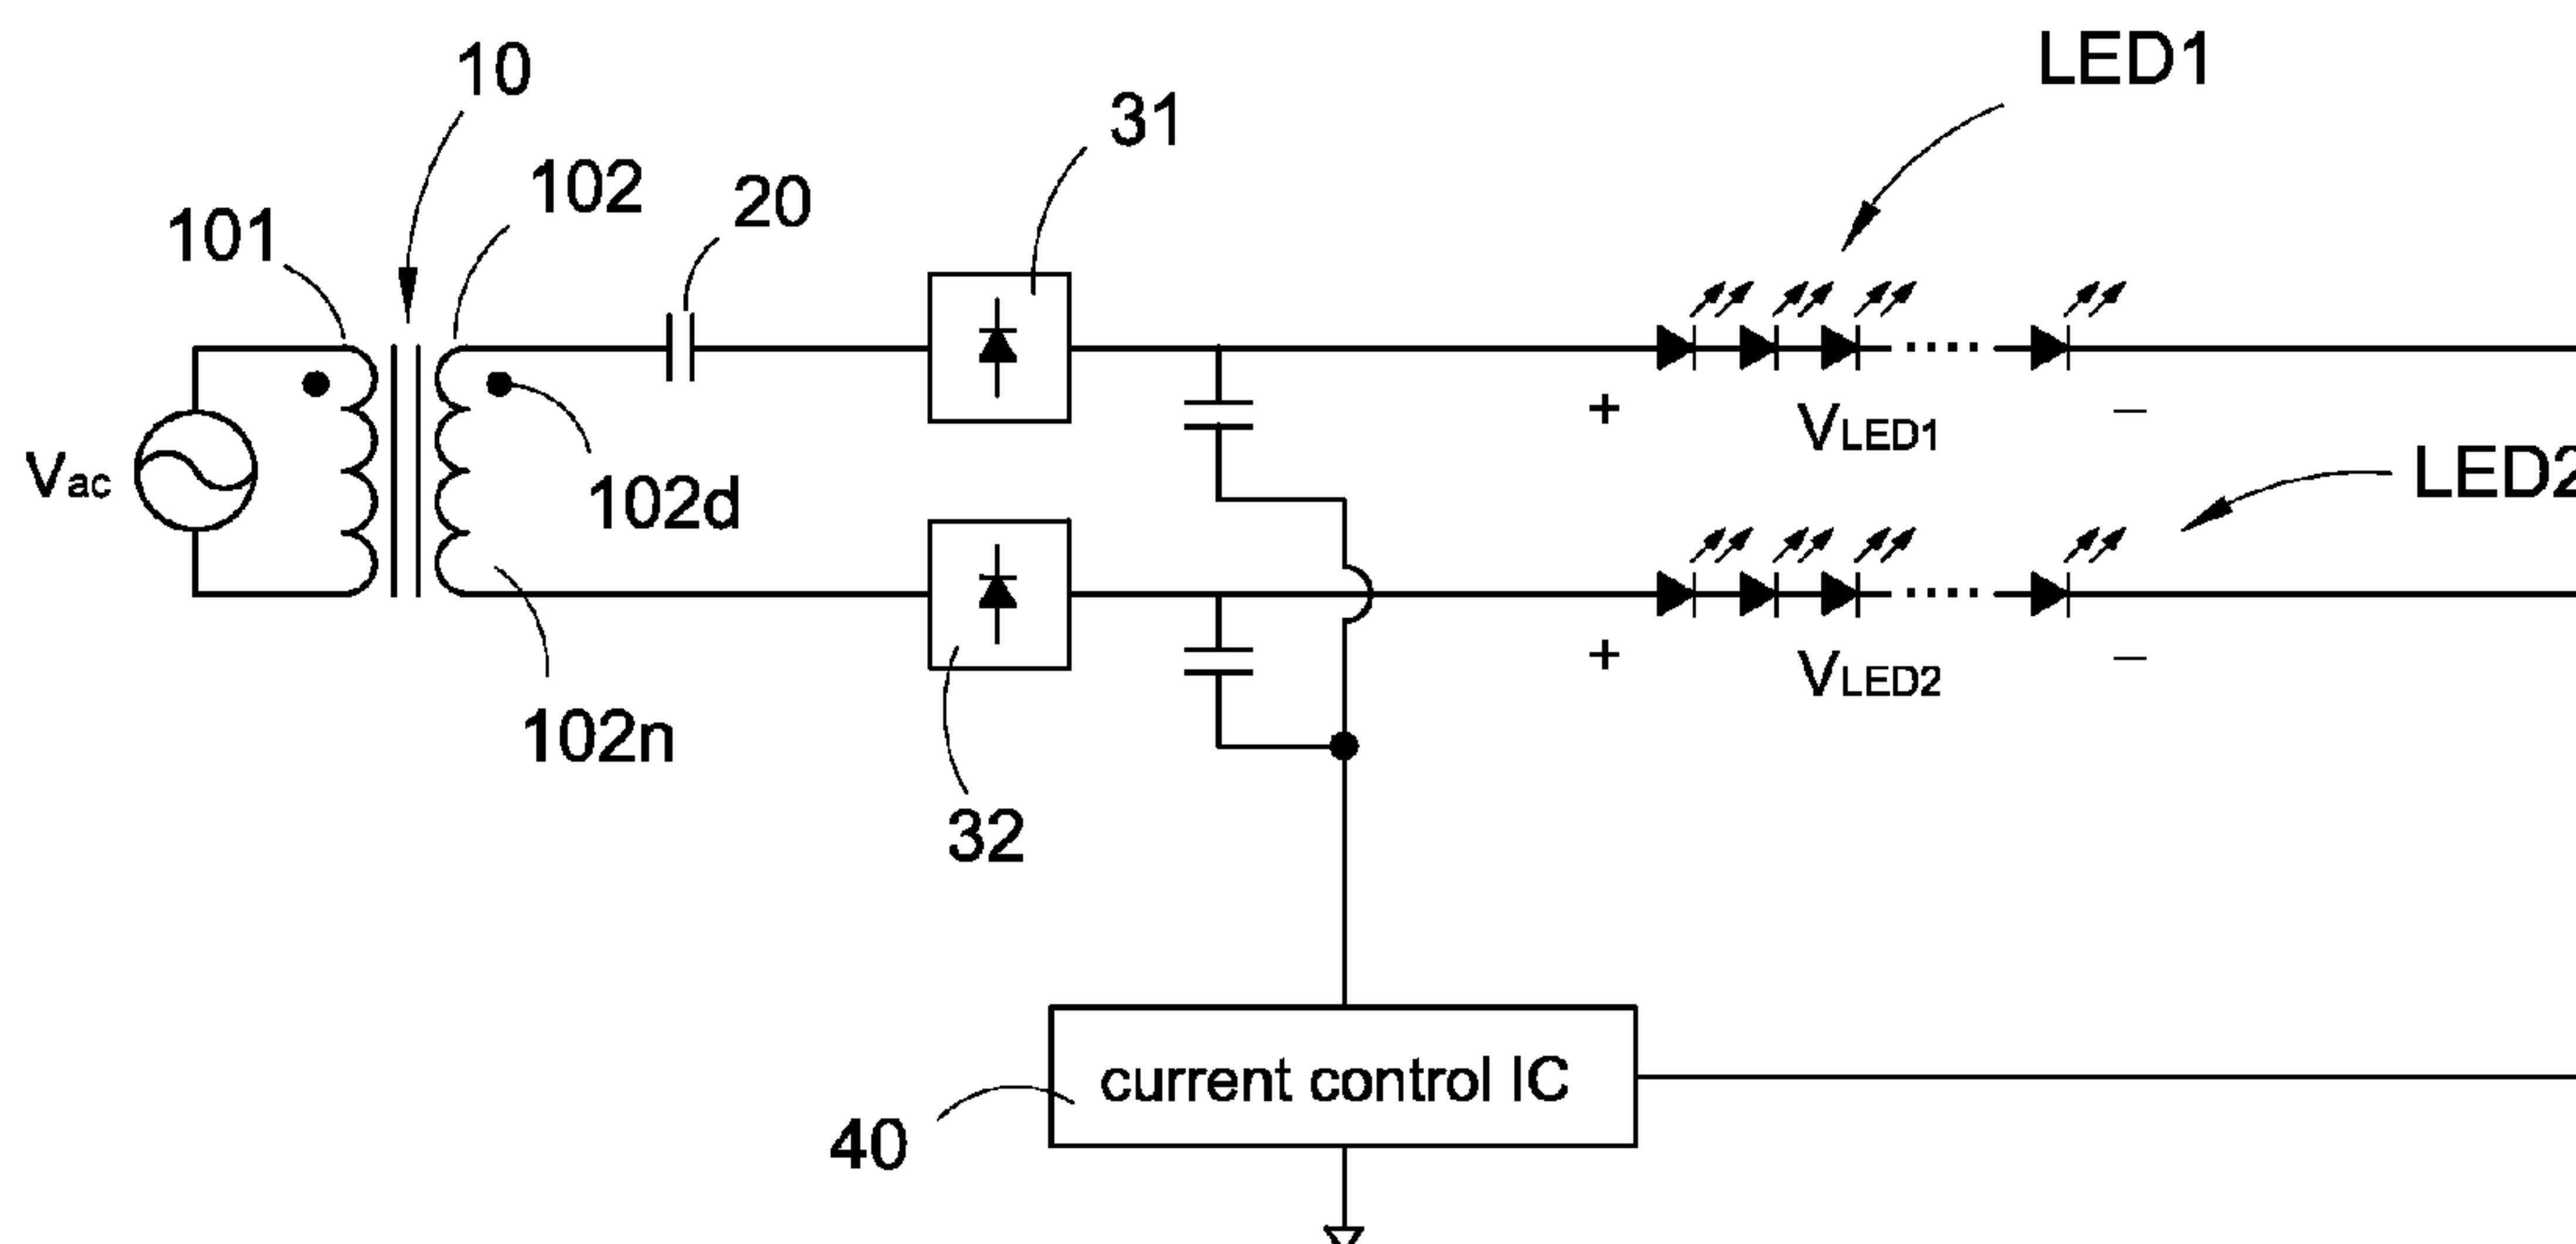 10
LED1
31
102
20
101
+
VLED1
−
LED2
Vac
102d
+
VLED2
−
102n
32
current control IC
40